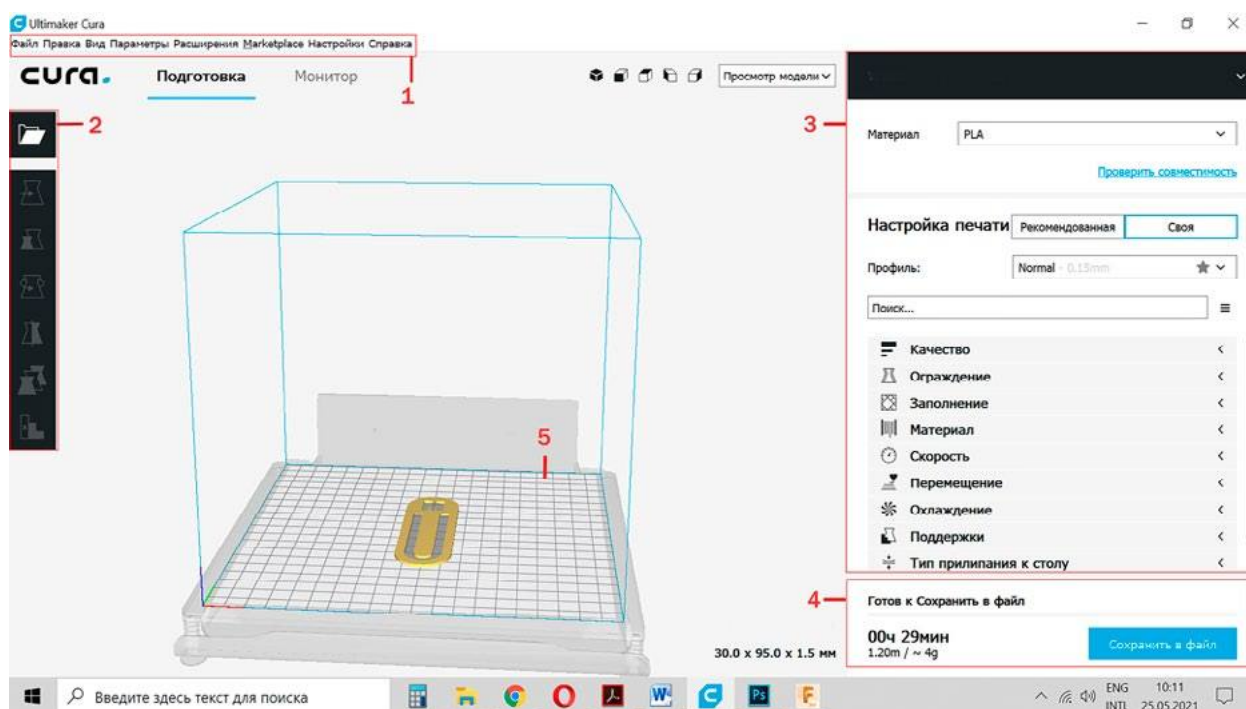 Ultimaker Cura
Файл Правка Вид Параметры Расширения Marketplace Настройки Справка
1
cura.
Подготовка Монитор
Просмотр модели
2
3
Материал PLA
Проверить совместимость
Настройка печати Рекомендованная Своя
Профиль: Normal - 0.15mm
Поиск...
Качество
Ограждение
Заполнение
Материал
Скорость
Перемещение
Охлаждение
Поддержки
Тип прилипания к столу
5
4
Готов к Сохранить в файл
00ч 29мин
1.20m / ~ 4g
Сохранить в файл
30.0 x 95.0 x 1.5 мм
Введите здесь текст для поиска
W
Ps
F
ENG
INTL
10:11
25.05.2021